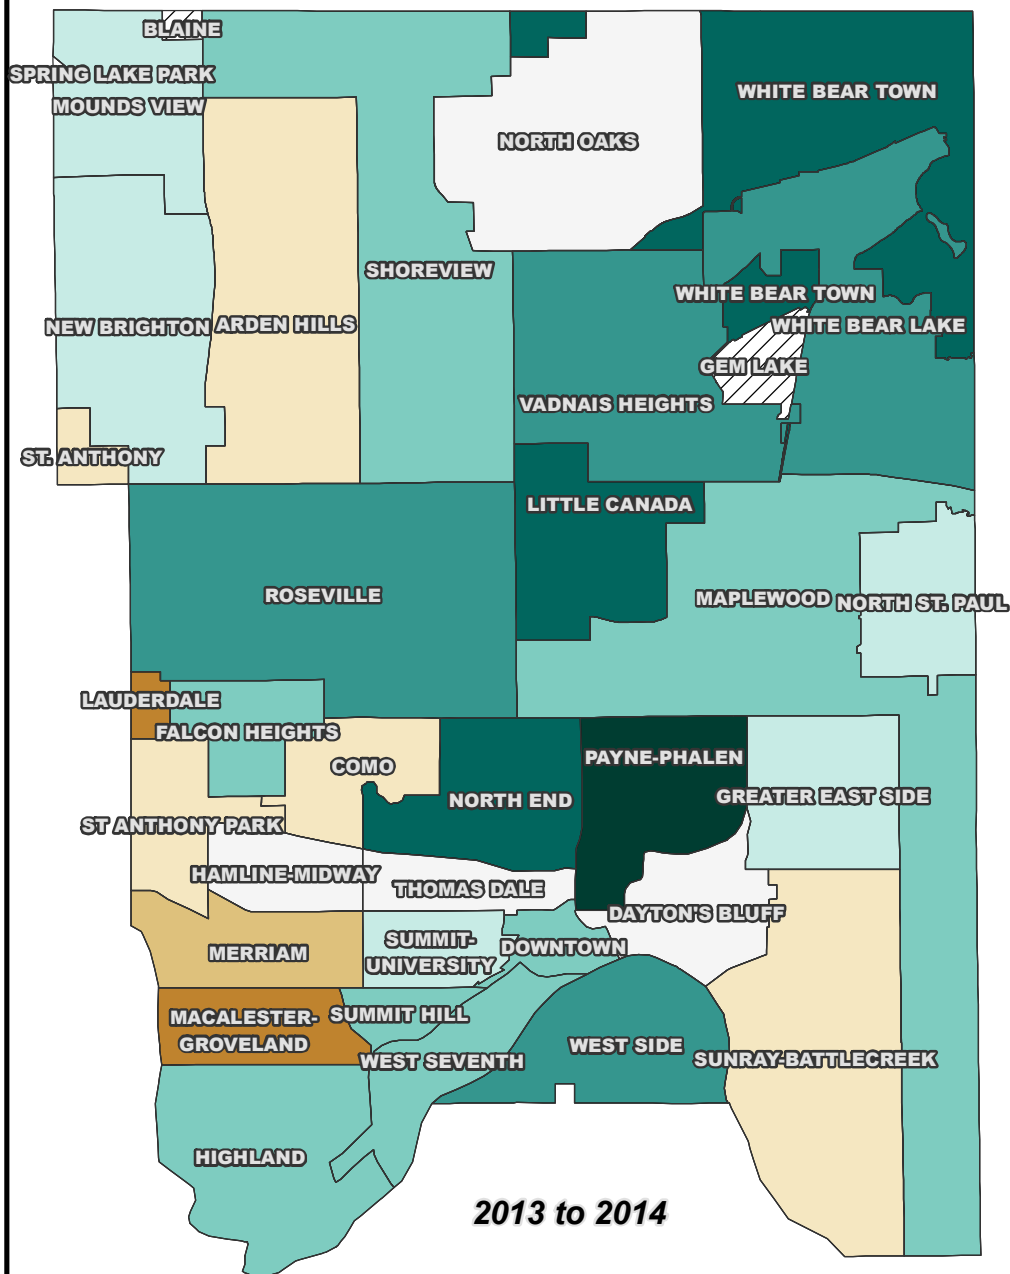 BLAINE
SPRING LAKE PARK
WHITE BEAR TOWN
MOUNDS VIEW
NORTH OAKS
SHOREVIEW
WHITE BEAR TOWN
NEW BRIGHTON
ARDEN HILLS
WHITE BEAR LAKE
GEM LAKE
VADNAIS HEIGHTS
ST. ANTHONY
LITTLE CANADA
ROSEVILLE
MAPLEWOOD
NORTH ST. PAUL
LAUDERDALE
FALCON HEIGHTS
PAYNE-PHALEN
COMO
NORTH END
GREATER EAST SIDE
ST ANTHONY PARK
HAMLINE-MIDWAY
THOMAS DALE
DAYTON'S BLUFF
SUMMIT-
UNIVERSITY
DOWNTOWN
MERRIAM
MACALESTER-
GROVELAND
SUMMIT HILL
WEST SIDE
WEST SEVENTH
SUNRAY-BATTLECREEK
HIGHLAND
2013 to 2014